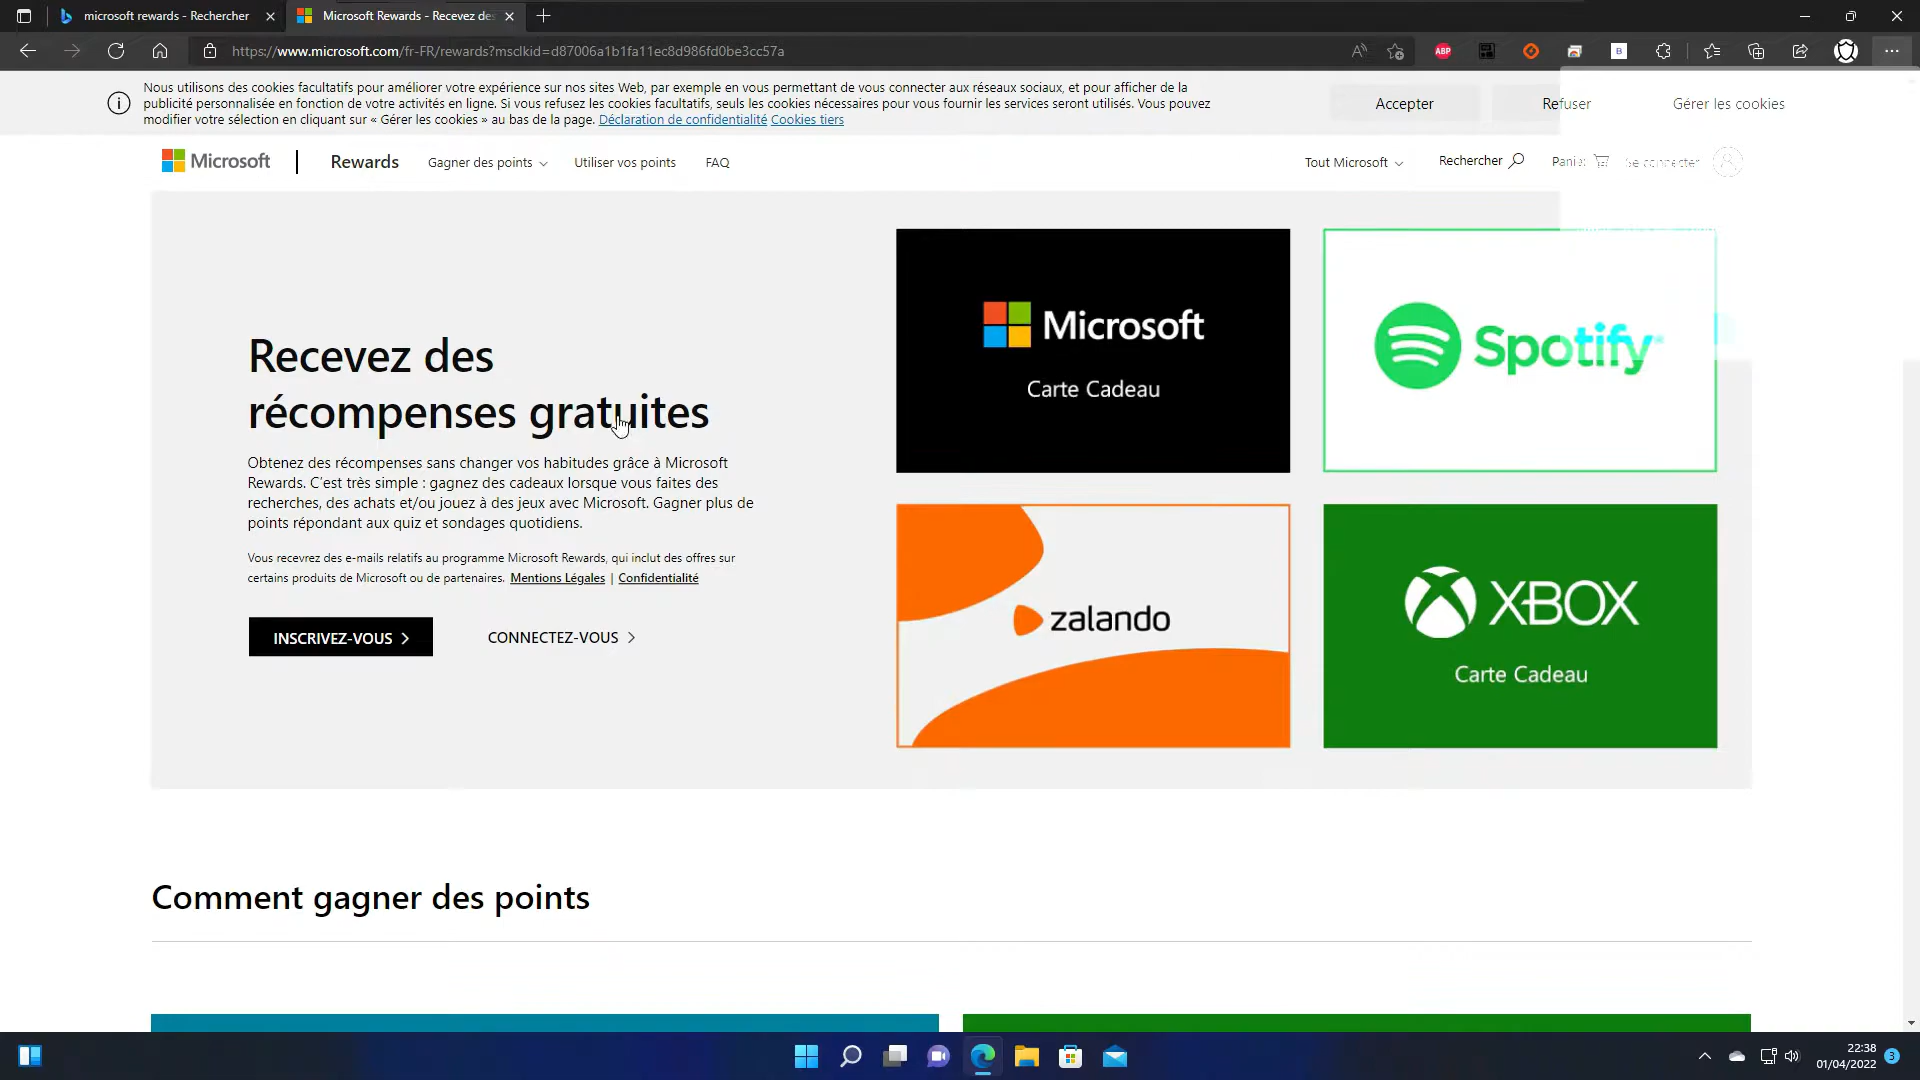 microsoft rewards - Rechercher
Microsoft Rewards - Recevez des
https://www.microsoft.com/fr-FR/rewards?msclkid=d87006a1b1fa11ec8d986fd0be3cc57a
ABP
B
Nous utilisons des cookies facultatifs pour améliorer votre expérience sur nos sites Web, par exemple en vous permettant de vous connecter aux réseaux sociaux, et pour afficher de la
publicité personnalisée en fonction de votre activités en ligne. Si vous refusez les cookies facultatifs, seuls les cookies nécessaires pour vous fournir les services seront utilisés. Vous pouvez
modifier votre sélection en cliquant sur « Gérer les cookies » au bas de la page. Déclaration de confidentialité Cookies tiers
Accepter
Refuser
Gérer les cookies
Microsoft
Rewards
Gagner des points
Utiliser vos points
FAQ
Tout Microsoft
Rechercher
Panier
Se connecter
Recevez des
récompenses gratuites
Obtenez des récompenses sans changer vos habitudes grâce à Microsoft
Rewards. C'est très simple : gagnez des cadeaux lorsque vous faites des
recherches, des achats et/ou jouez à des jeux avec Microsoft. Gagner plus de
points répondant aux quiz et sondages quotidiens.
Vous recevrez des e-mails relatifs au programme Microsoft Rewards, qui inclut des offres sur
certains produits de Microsoft ou de partenaires. Mentions Légales | Confidentialité
INSCRIVEZ-VOUS
CONNECTEZ-VOUS
Microsoft
Carte Cadeau
Spotify
zalando
XBOX
Carte Cadeau
Comment gagner des points
22:38
01/04/2022
3